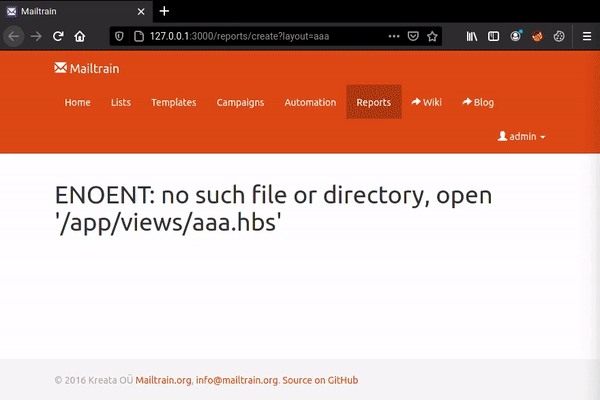 Mailtrain
127.0.0.1:3000/reports/create?layout=aaa
Mailtrain
Home Lists Templates Campaigns Automation Reports Wiki Blog
admin
ENOENT: no such file or directory, open
'/app/views/aaa.hbs'
© 2016 Kreata OÜ Mailtrain.org, info@mailtrain.org. Source on GitHub